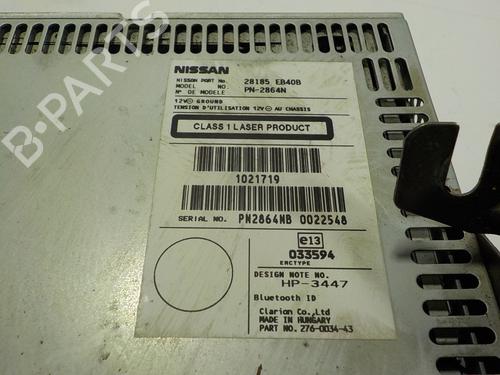 NISSAN
NISSON PART No. 28185 EB40B
MODEL NO. PN-2864N
N° DE MODELE
12V⊖ GROUND
TENSION D'UTILISATION 12V⊖ AU CHASSIS
CLASS 1 LASER PRODUCT
1021719
SERIAL NO. PN2864NB 0022548
e13
033594
ERCTYPE
DESIGN NOTE NO.
HP-3447
Bluetooth ID
Clarion Co.,Ltd
MADE IN HUNGARY
PART NO. 276-0034-43
B-PARTS